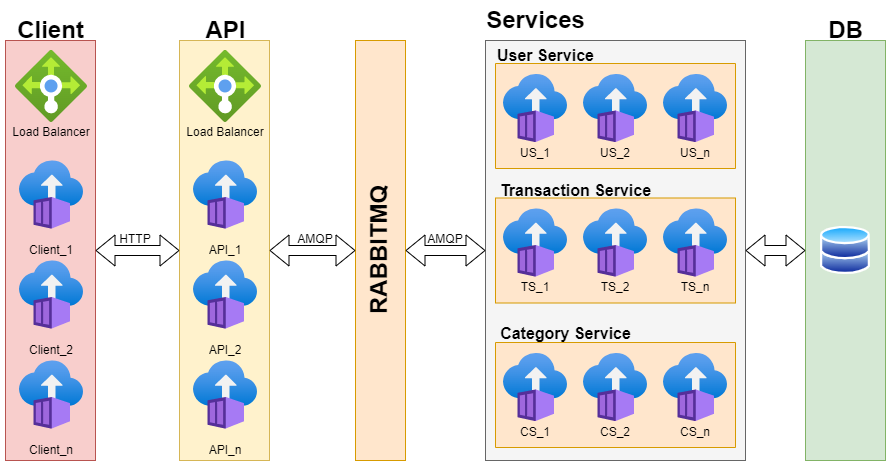 Client
Load Balancer
Client_1
Client_2
Client_n
HTTP
API
Load Balancer
API_1
API_2
API_n
AMQP
RABBITMQ
AMQP
Services
User Service
US_1
US_2
US_n
Transaction Service
TS_1
TS_2
TS_n
Category Service
CS_1
CS_2
CS_n
DB